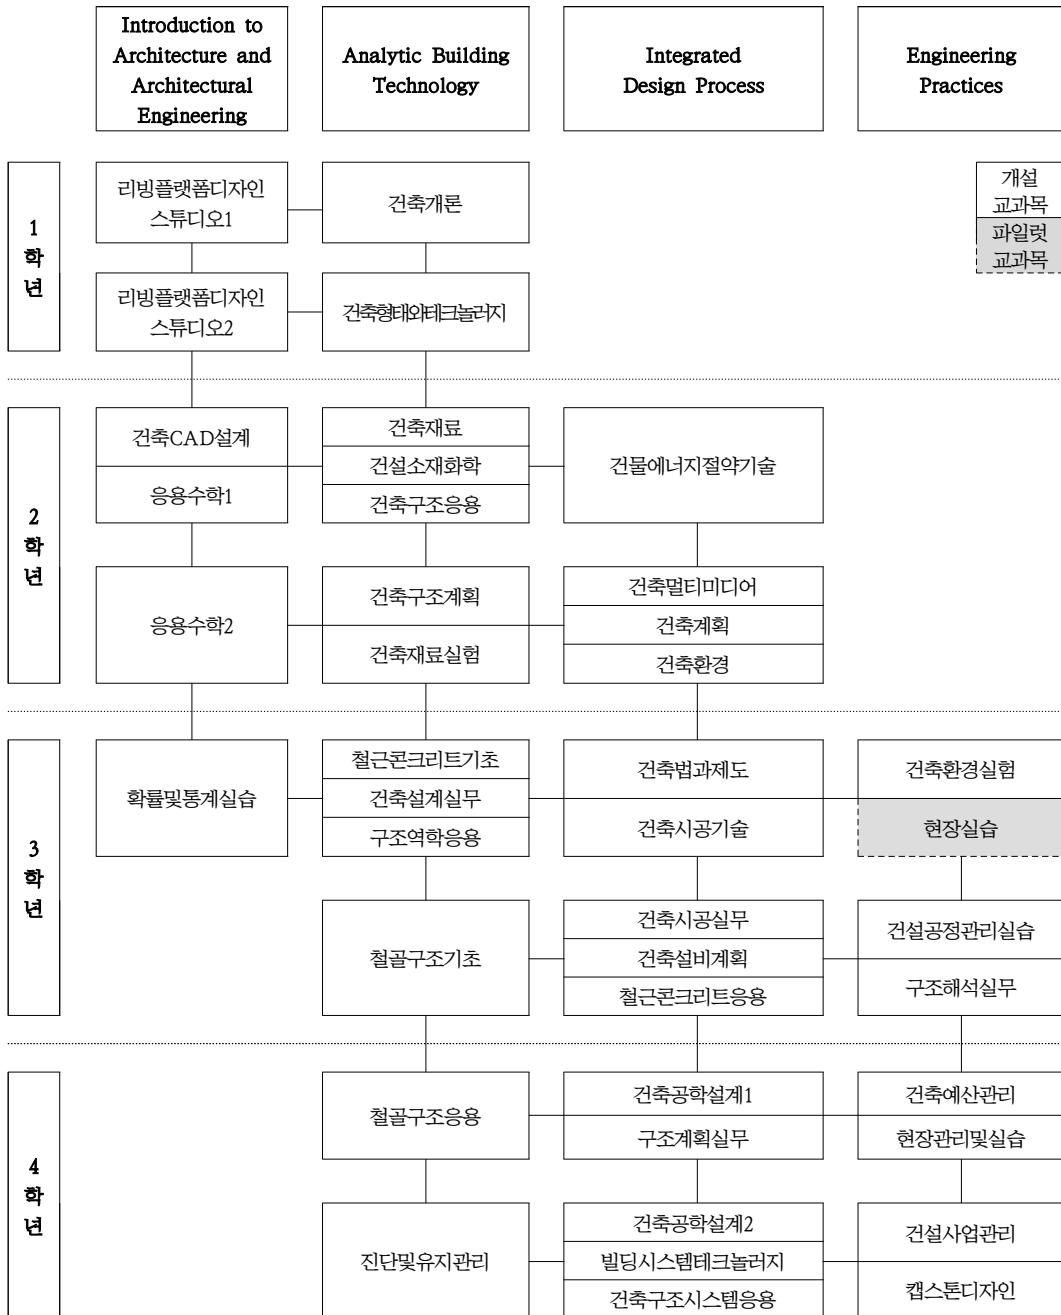 Introduction to
Architecture and
Architectural
Engineering
Analytic Building
Technology
Integrated
Design Process
Engineering
Practices
1
학
년
리빙플랫폼디자인
스튜디오1
건축개론
개설
교과목
파일럿
교과목
리빙플랫폼디자인
스튜디오2
건축형태와테크놀러지
2
학
년
건축CAD설계
응용수학1
건축재료
건설소재화학
건축구조응용
건물에너지절약기술
응용수학2
건축구조계획
건축재료실험
건축멀티미디어
건축계획
건축환경
3
학
년
확률및통계실습
철근콘크리트기초
건축설계실무
구조역학응용
건축법과제도
건축시공기술
건축환경실험
현장실습
철골구조기초
건축시공실무
건축설비계획
철근콘크리트응용
건설공정관리실습
구조해석실무
4
학
년
철골구조응용
건축공학설계1
구조계획실무
건축예산관리
현장관리및실습
진단및유지관리
건축공학설계2
빌딩시스템테크놀러지
건축구조시스템응용
건설사업관리
캡스톤디자인